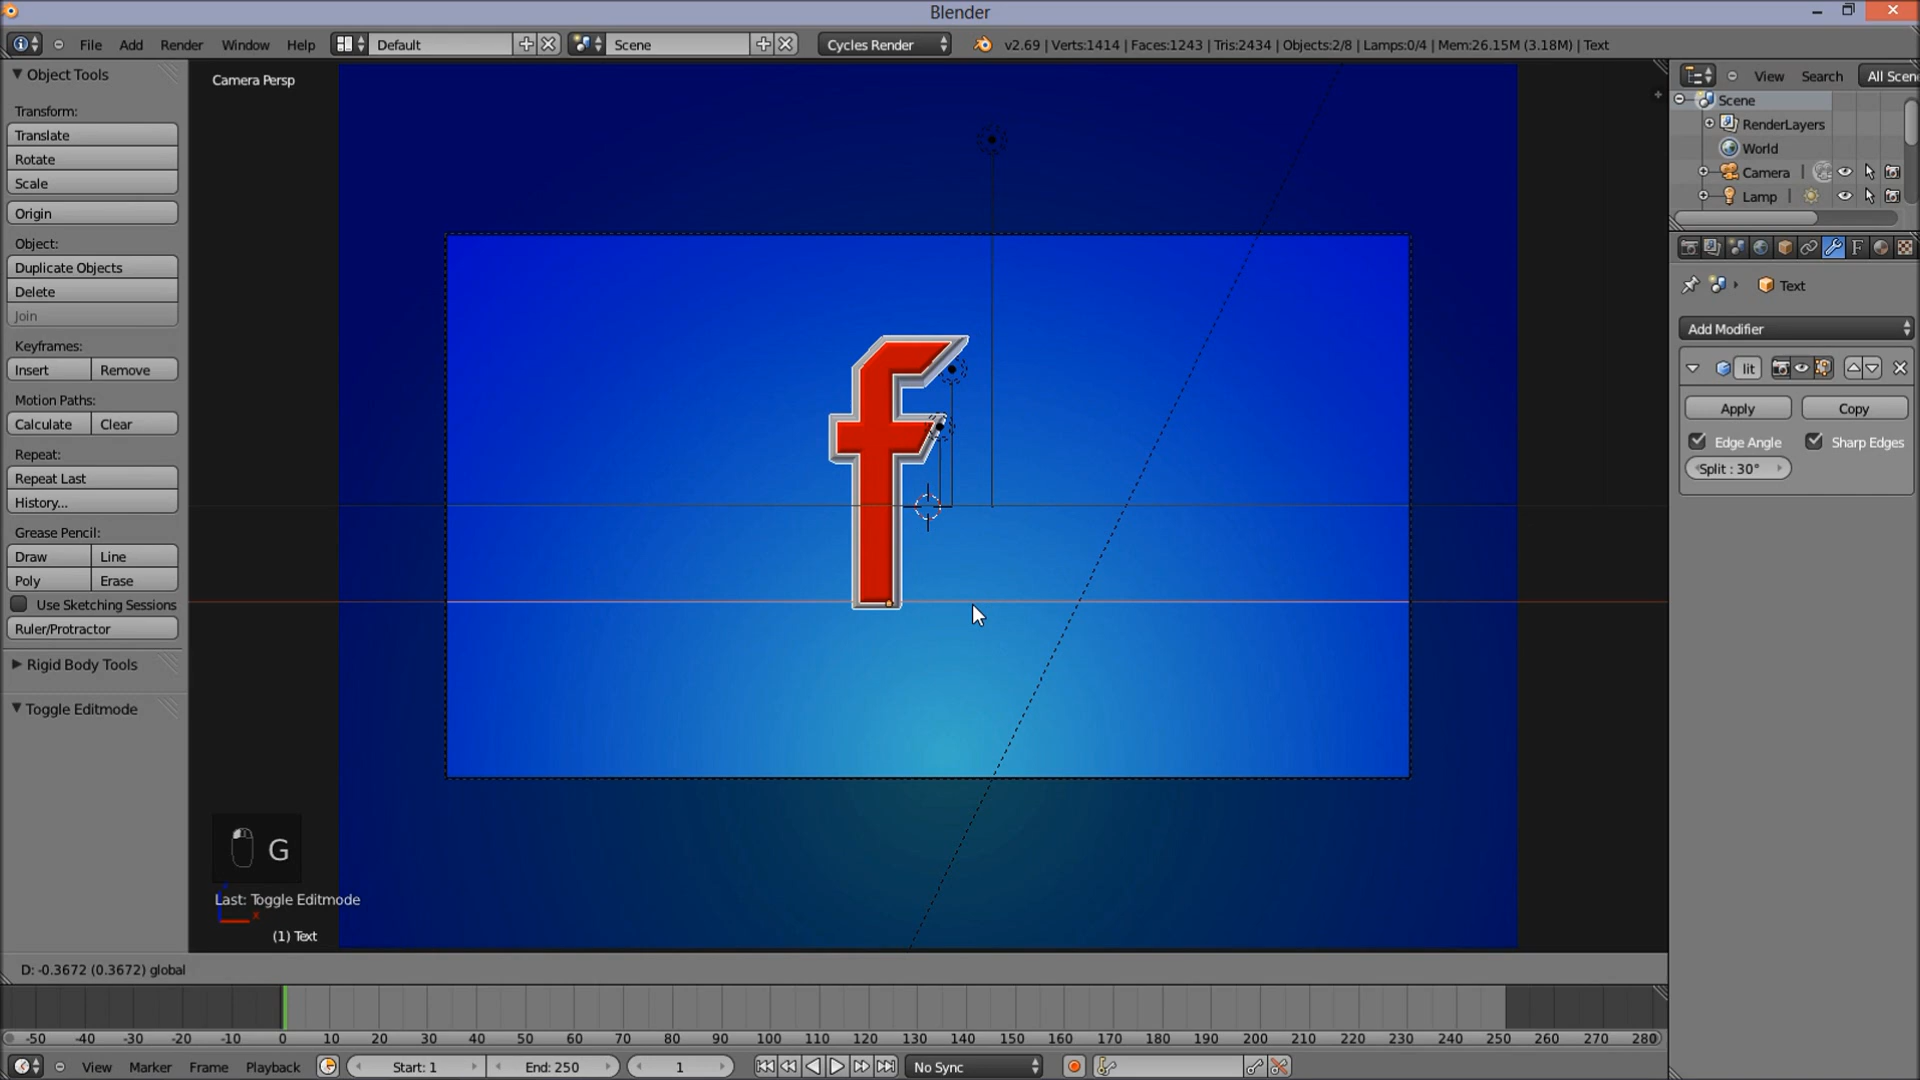 Blender
File Add Render Window Help Default Scene Cycles Render v2.69 | Verts:1414 | Faces:1243 | Tris:2434 | Objects:2/8 | Lamps:0/4 | Mem:26.15M (3.18M) | Text
Object Tools
Transform:
Translate
Rotate
Scale
Origin
Object:
Duplicate Objects
Delete
Join
Keyframes:
Insert Remove
Motion Paths:
Calculate Clear
Repeat:
Repeat Last
History...
Grease Pencil:
Draw Line
Poly Erase
Use Sketching Sessions
Ruler/Protractor
Rigid Body Tools
Toggle Editmode
Camera Persp
f
G
Last: Toggle Editmode
x
(1) Text
View Search All Scen
Scene
RenderLayers
World
Camera
Lamp
Text
Add Modifier
lit
Apply Copy
Edge Angle Sharp Edges
Split : 30°
D: -0.3672 (0.3672) global
-50 -40 -30 -20 -10 0 10 20 30 40 50 60 70 80 90 100 110 120 130 140 150 160 170 180 190 200 210 220 230 240 250 260 270 280
View Marker Frame Playback Start: 1 End: 250 1 No Sync